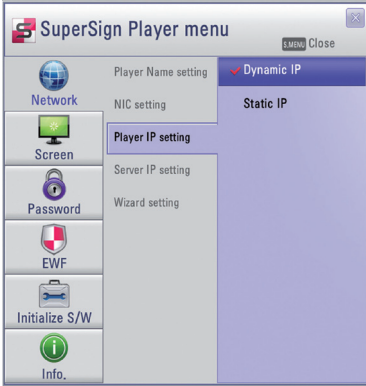 SuperSign Player menu
S.MENU Close
Network
Screen
Password
EWF
Initialize S/W
Info.
Player Name setting
NIC setting
Player IP setting
Server IP setting
Wizard setting
Dynamic IP
Static IP